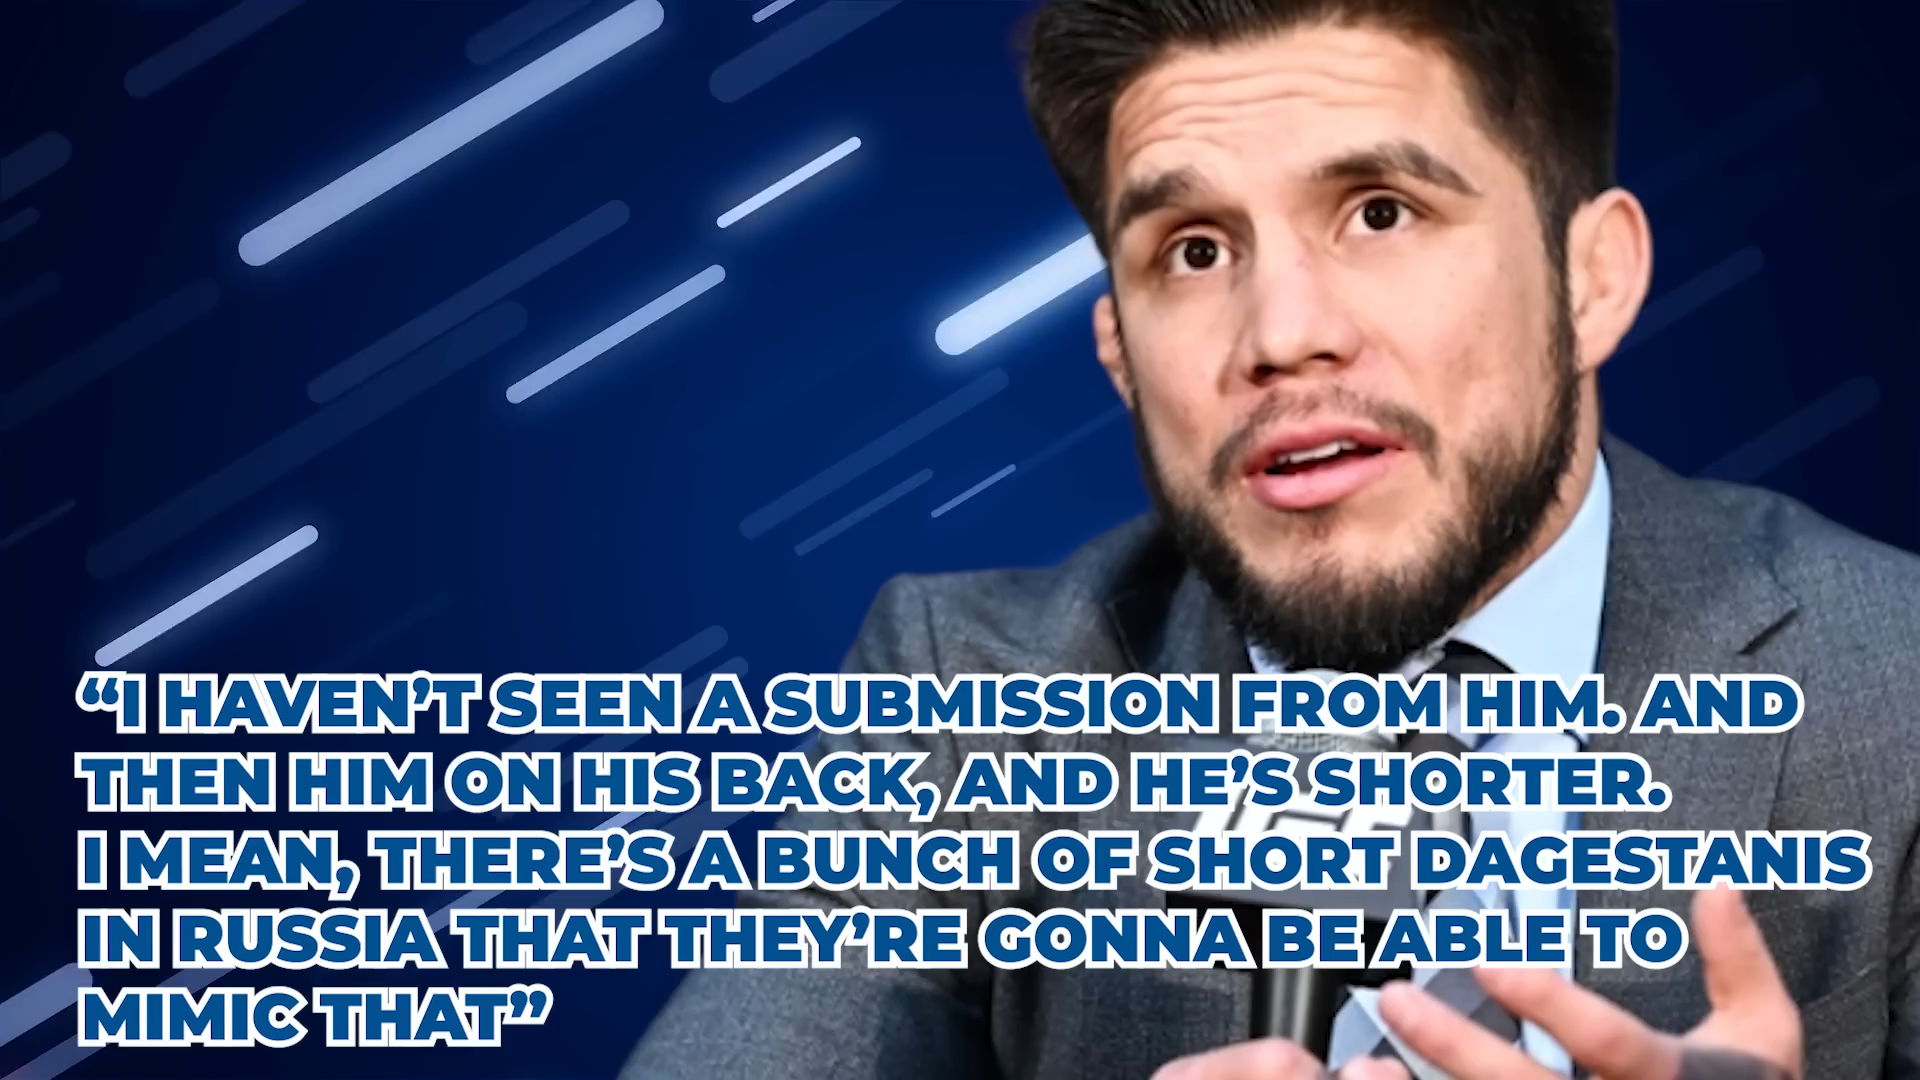 “I HAVEN’T SEEN A SUBMISSION FROM HIM. AND
THEN HIM ON HIS BACK, AND HE’S SHORTER.
I MEAN, THERE’S A BUNCH OF SHORT DAGESTANIS
IN RUSSIA THAT THEY’RE GONNA BE ABLE TO
MIMIC THAT”